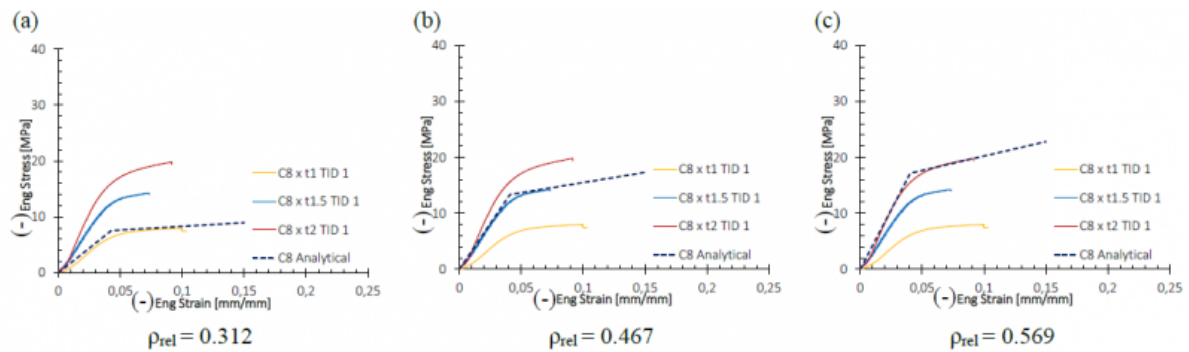 (a)
40
30
20
10
0
(-) Eng Stress [MPa]
C8 x t1 TID 1
C8 x t1.5 TID 1
C8 x t2 TID 1
C8 Analytical
0 0,05 0,1 0,15 0,2 0,25
(-) Eng Strain [mm/mm]
ρrel = 0.312
(b)
40
30
20
10
0
(-) Eng Stress [MPa]
C8 x t1 TID 1
C8 x t1.5 TID 1
C8 x t2 TID 1
C8 Analytical
0 0,05 0,1 0,15 0,2 0,25
(-) Eng Strain [mm/mm]
ρrel = 0.467
(c)
40
30
20
10
0
(-) Eng Stress [MPa]
C8 x t1 TID 1
C8 x t1.5 TID 1
C8 x t2 TID 1
C8 Analytical
0 0,05 0,1 0,15 0,2 0,25
(-) Eng Strain [mm/mm]
ρrel = 0.569